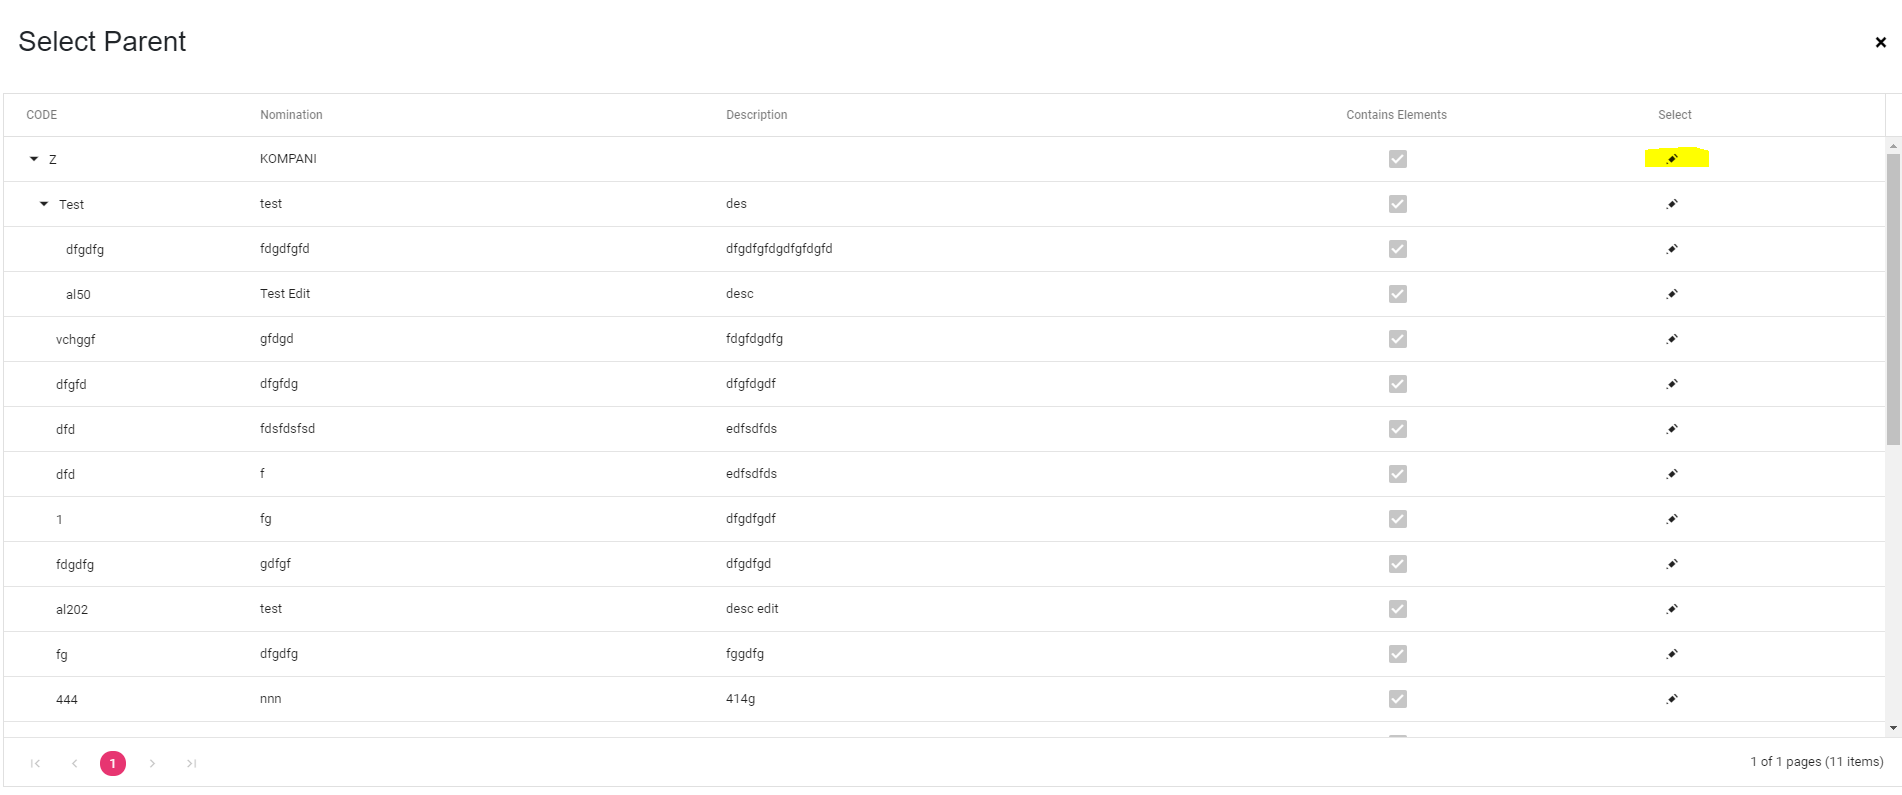 Select Parent
CODE Nomination Description Contains Elements Select
Z KOMPANI
Test test des
dfgdfg fdgdfgfd dfgdfgfdgdfgfdgfd
al50 Test Edit desc
vchggf gfdgd fdgfdgdfg
dfgfd dfgfdg dfgfdgdf
dfd fdsfdsfsd edfsdfds
dfd f edfsdfds
1 fg dfgdfgdf
fdgdfg gdfgf dfgdfgd
al202 test desc edit
fg dfgdfg fggdfg
444 nnn 414g
1 1 of 1 pages (11 items)